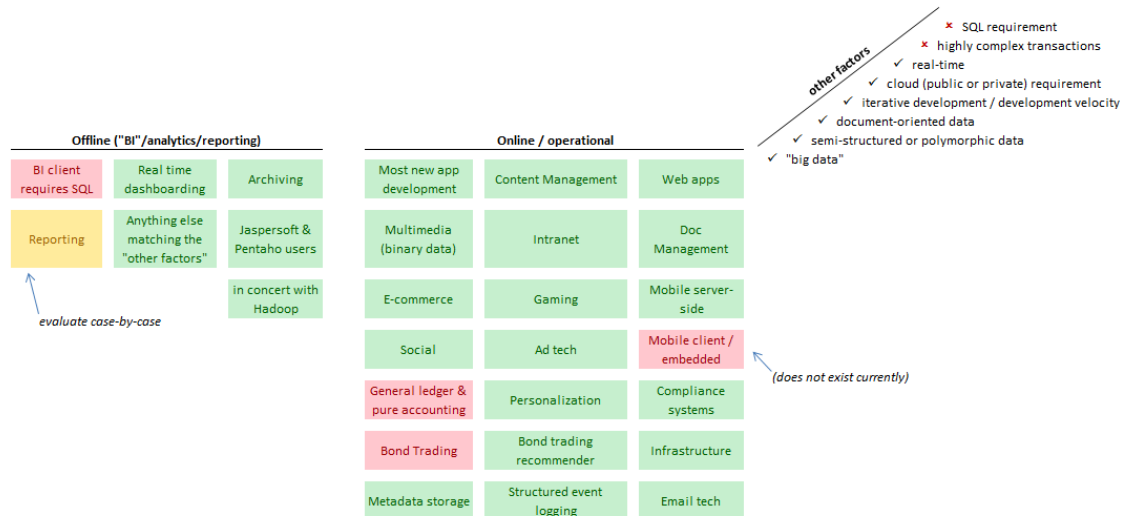 SQL requirement
highly complex transactions
real-time
cloud (public or private) requirement
iterative development / development velocity
document-oriented data
semi-structured or polymorphic data
"big data"
other factors
Offline ("BI"/analytics/reporting)
BI client
requires SQL
Real time
dashboarding
Archiving
Reporting
Anything else
matching the
"other factors"
Jaspersoft &
Pentaho users
in concert with
Hadoop
evaluate case-by-case
Online / operational
Most new app
development
Content Management
Web apps
Multimedia
(binary data)
Intranet
Doc
Management
E-commerce
Gaming
Mobile server-
side
Social
Ad tech
Mobile client /
embedded
(does not exist currently)
General ledger &
pure accounting
Personalization
Compliance
systems
Bond Trading
Bond trading
recommender
Infrastructure
Metadata storage
Structured event
logging
Email tech